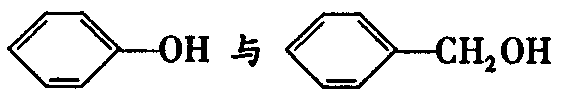 —OH 与 —CH₂OH